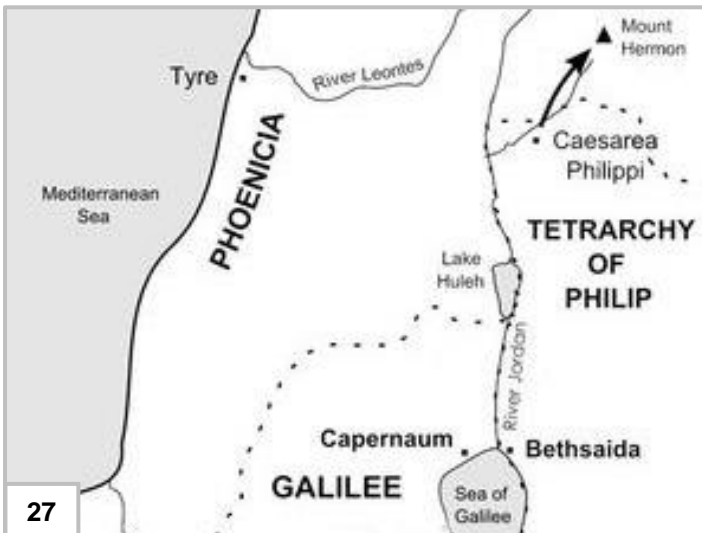 Mount
Hermon
River Leontes
Tyre
Caesarea
Philippi
PHOENICIA
Mediterranean
Sea
TETRARCHY
OF
PHILIP
Lake
Huleh
River Jordan
Capernaum
Bethsaida
GALILEE
Sea of
Galilee
27